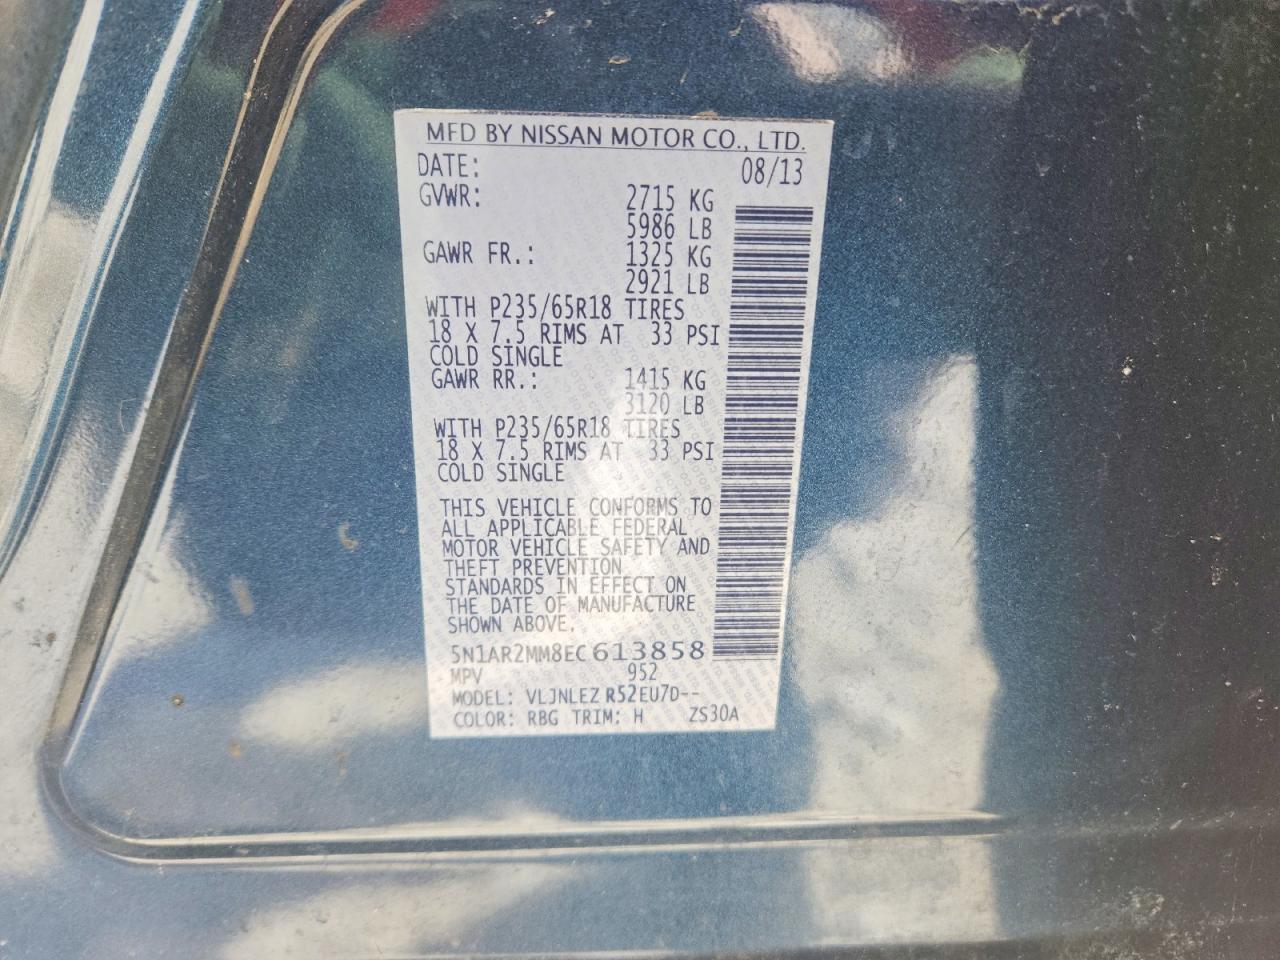 MFD BY NISSAN MOTOR CO., LTD.
DATE: 08/13
GVWR: 2715 KG
5986 LB
GAWR FR.: 1325 KG
2921 LB
WITH P235/65R18 TIRES
18 X 7.5 RIMS AT 33 PSI
COLD SINGLE
GAWR RR.: 1415 KG
3120 LB
WITH P235/65R18 TIRES
18 X 7.5 RIMS AT 33 PSI
COLD SINGLE
THIS VEHICLE CONFORMS TO
ALL APPLICABLE FEDERAL
MOTOR VEHICLE SAFETY AND
THEFT PREVENTION
STANDARDS IN EFFECT ON
THE DATE OF MANUFACTURE
SHOWN ABOVE.
5N1AR2MM8EC613858
MPV 952
MODEL: VLJNLEZ R52EU7D--
COLOR: RBG TRIM: H ZS30A